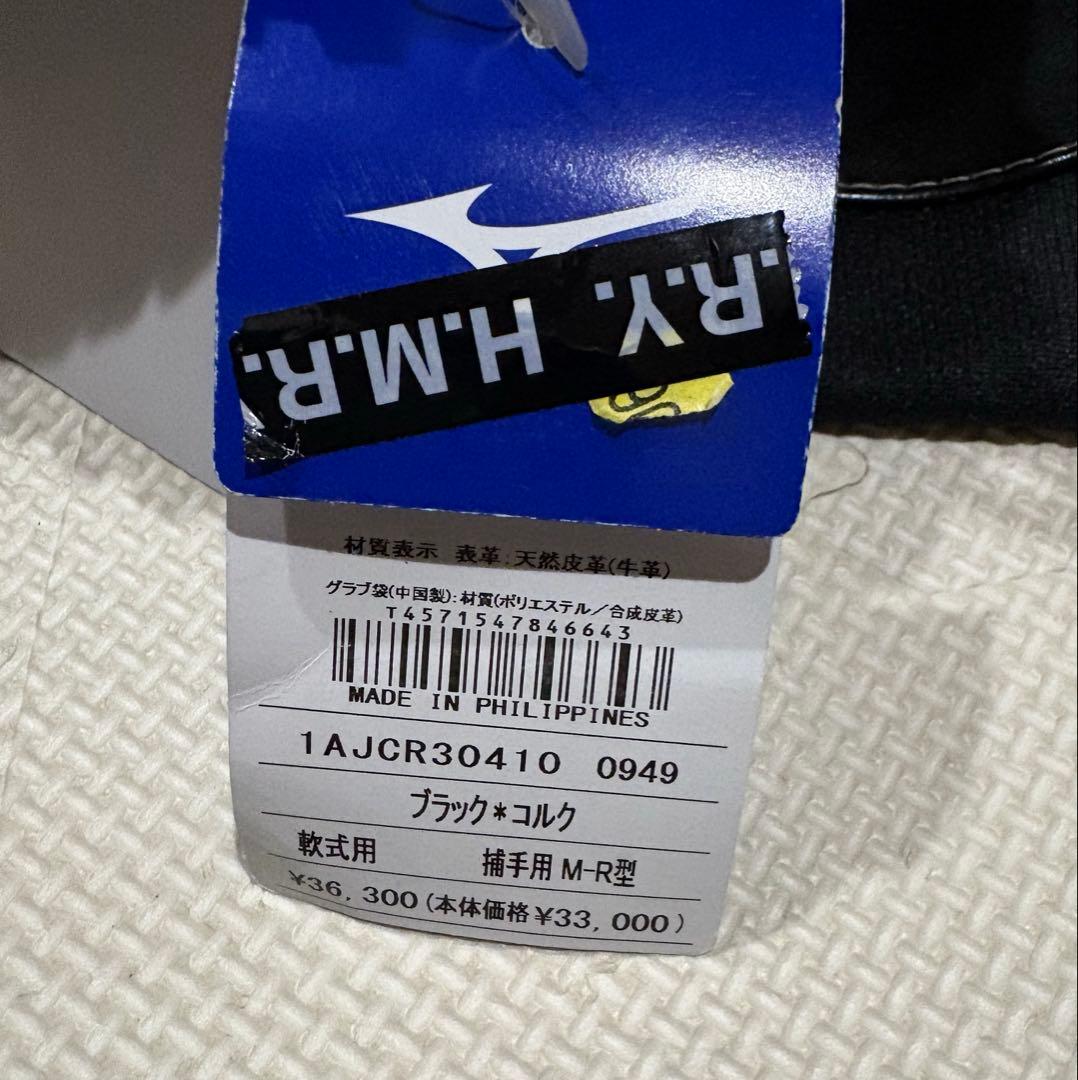 .R.Y. H.M.R.
材質表示 表革:天然皮革(牛革)
グラブ袋(中国製):材質(ポリエステル/合成皮革)
T4571547846643
MADE IN PHILIPPINES
1AJCR30410 0949
ブラック*コルク
軟式用 捕手用 M-R型
¥36,300(本体価格¥33,000)